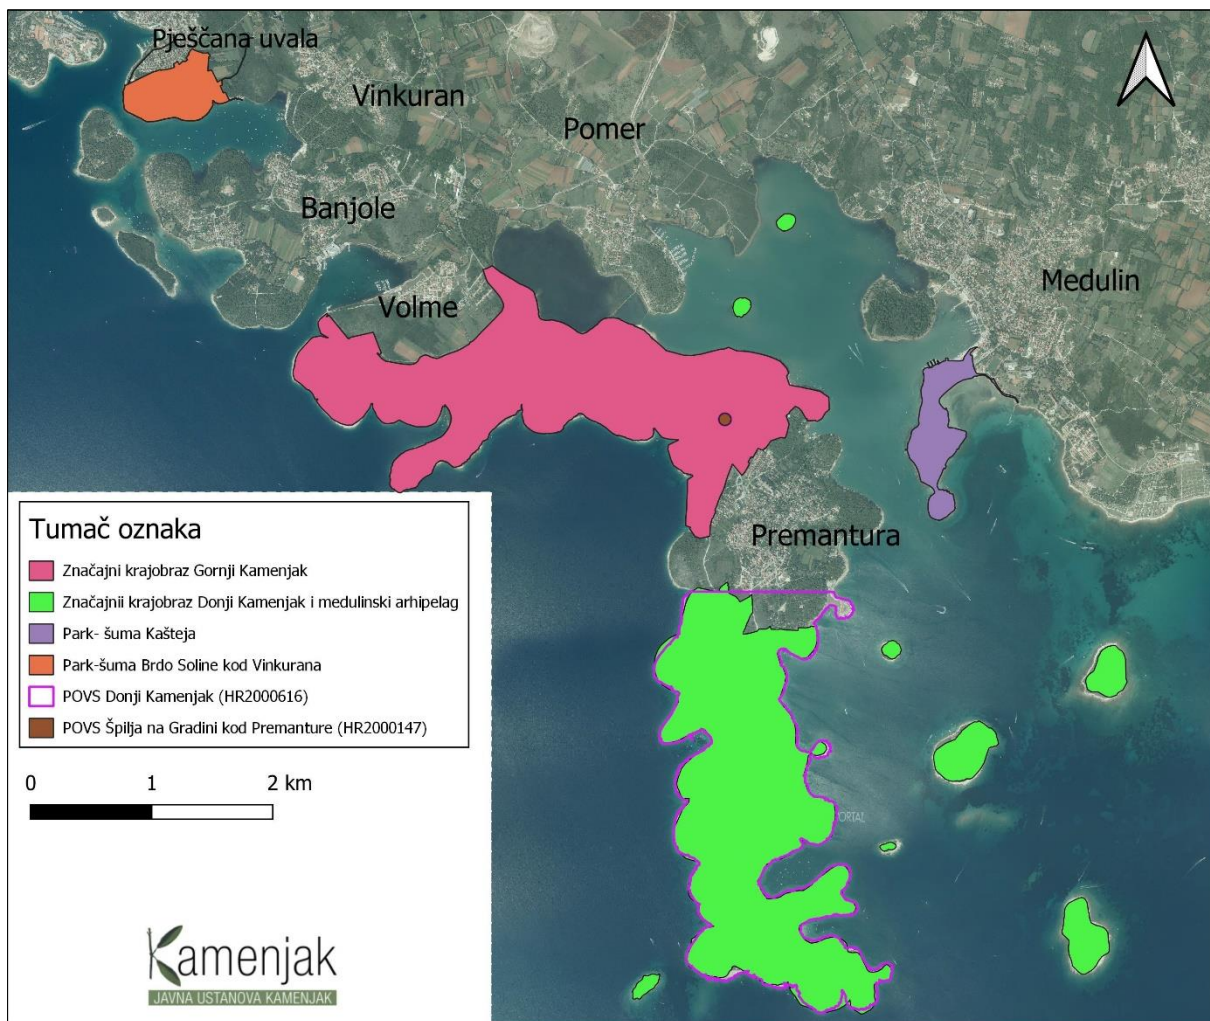 Pješčana uvala
Vinkuran
Pomer
Banjole
Medulin
Volme
Premantura
Tumač oznaka
Značajni krajobraz Gornji Kamenjak
Značajnii krajobraz Donji Kamenjak i medulinski arhipelag
Park- šuma Kašteja
Park-šuma Brdo Soline kod Vinkurana
POVS Donji Kamenjak (HR2000616)
POVS Špilja na Gradini kod Premanture (HR2000147)
0 1 2 km
ORTAL
Kamenjak
JAVNA USTANOVA KAMENJAK